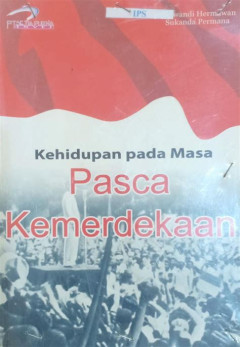 IPS
Hermawan
Sukanda Permana
Kehidupan pada Masa
Pasca
Kemerdekaan